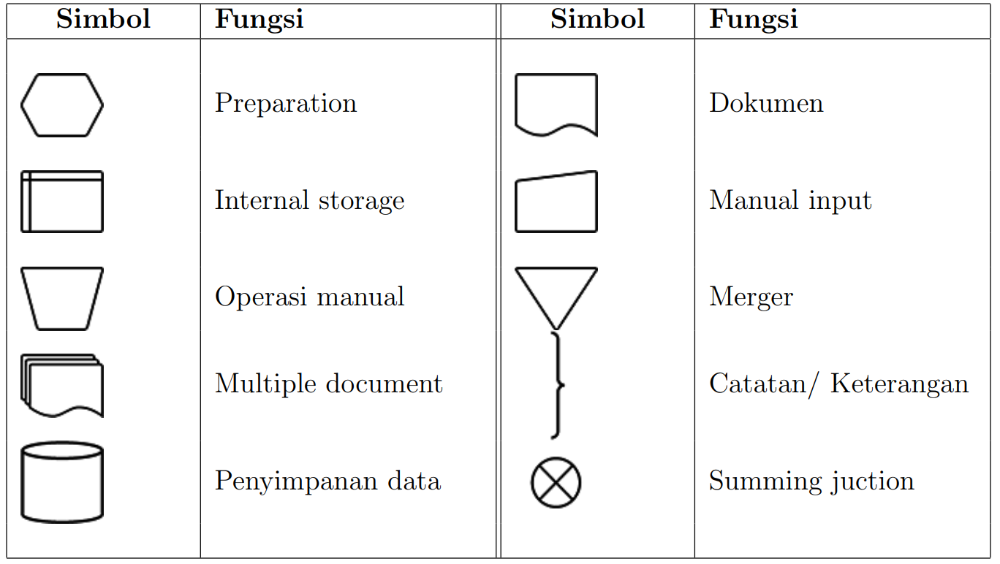 Simbol Fungsi Simbol Fungsi
Preparation Dokumen
Internal storage Manual input
Operasi manual Merger
Multiple document Catatan/ Keterangan
Penyimpanan data Summing juction